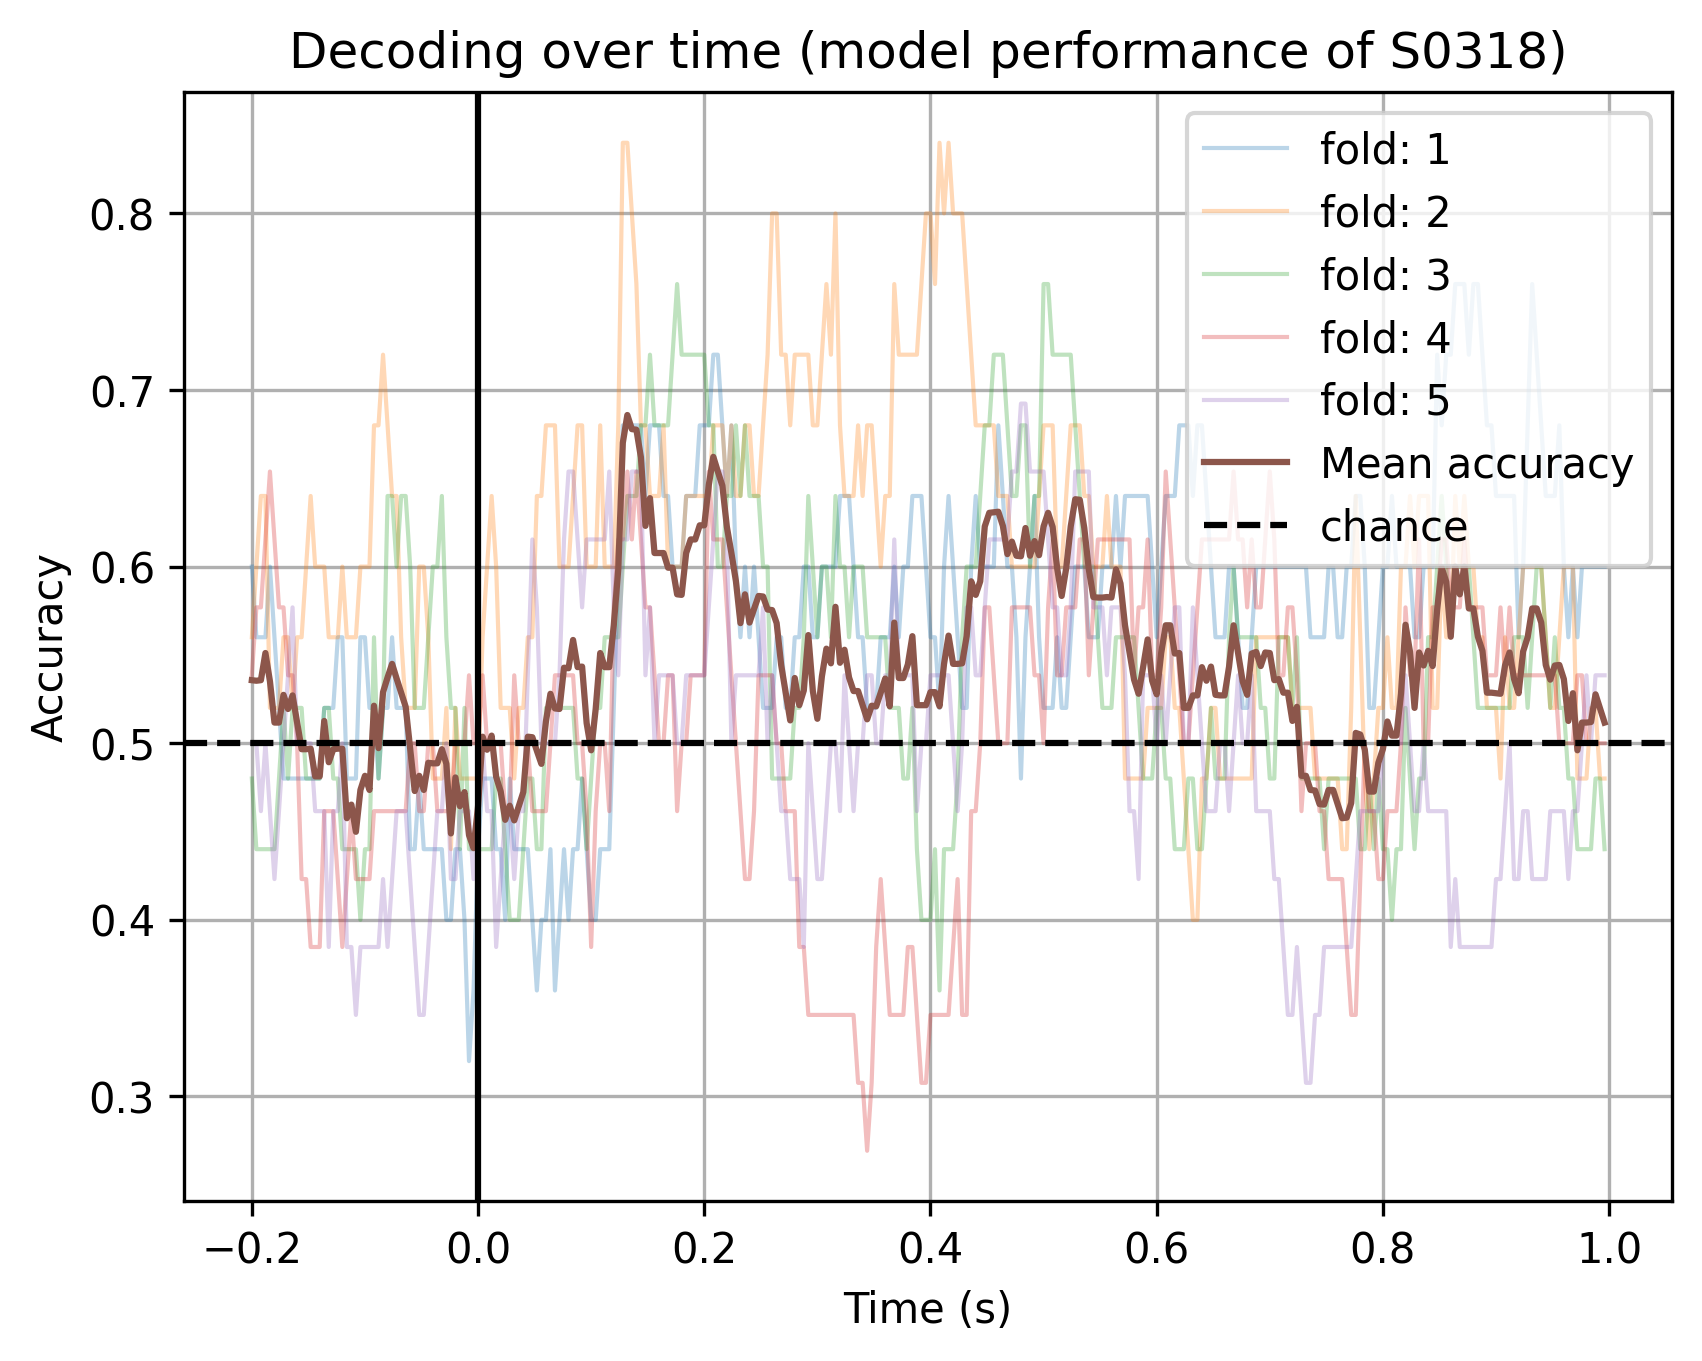 Decoding over time (model performance of S0318)
Accuracy
0.8
0.7
0.6
0.5
0.4
0.3
fold: 1
fold: 2
fold: 3
fold: 4
fold: 5
Mean accuracy
chance
−0.2 0.0 0.2 0.4 0.6 0.8 1.0
Time (s)